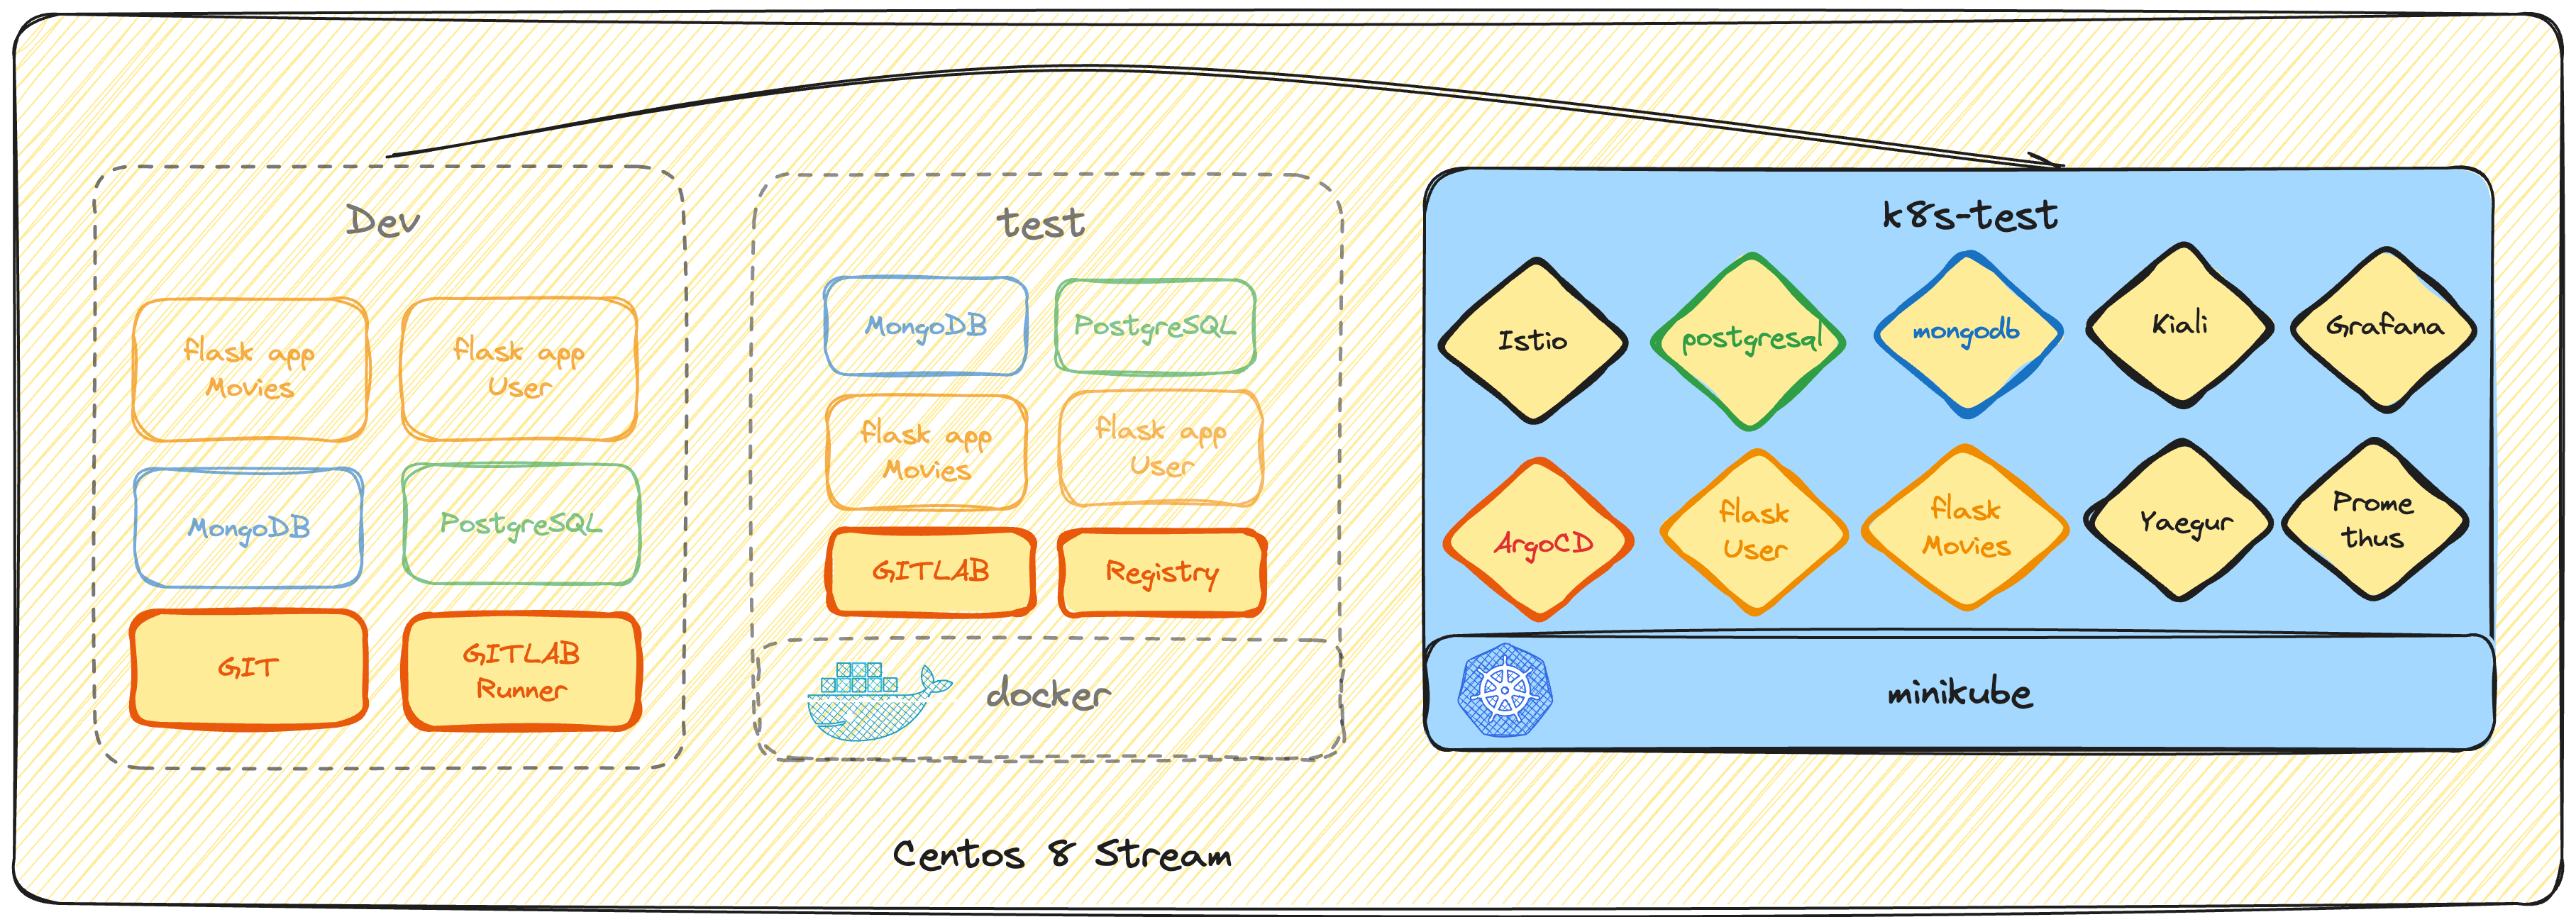 Dev
flask app
Movies
flask app
User
MongoDB
PostgreSQL
GIT
GITLAB
Runner
test
MongoDB
PostgreSQL
flask app
Movies
flask app
User
GITLAB
Registry
docker
k8s-test
Istio
postgresql
mongodb
Kiali
Grafana
ArgoCD
flask
User
flask
Movies
Yaegur
Prome
thus
minikube
Centos 8 Stream